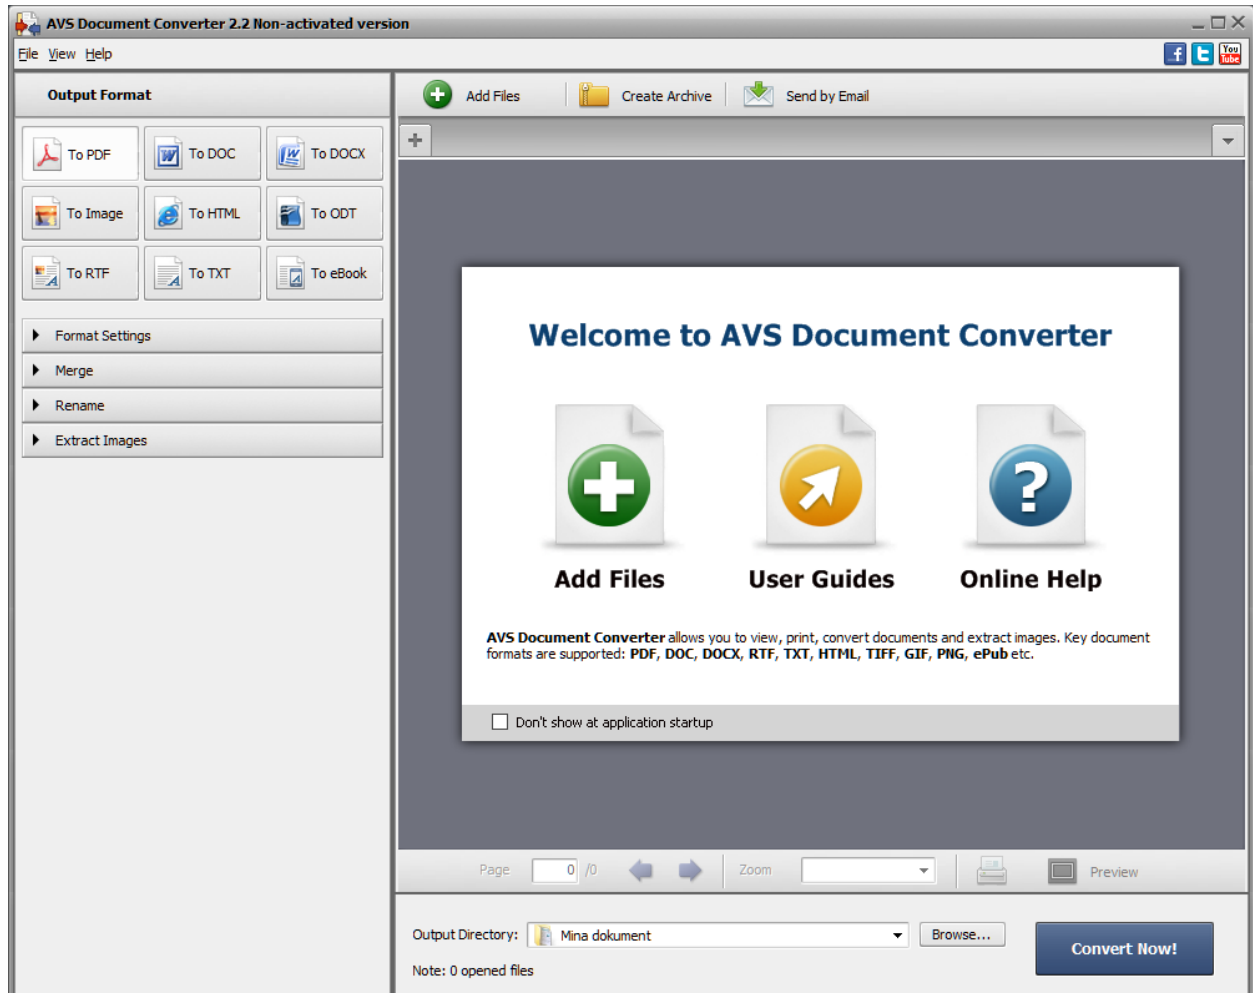 AVS Document Converter 2.2 Non-activated version
File View Help
You
Tube
Output Format
Add Files Create Archive Send by Email
To PDF To DOC To DOCX
To Image To HTML To ODT
To RTF To TXT To eBook
Format Settings
Merge
Rename
Extract Images
Welcome to AVS Document Converter
Add Files User Guides Online Help
AVS Document Converter allows you to view, print, convert documents and extract images. Key document
formats are supported: PDF, DOC, DOCX, RTF, TXT, HTML, TIFF, GIF, PNG, ePub etc.
Don't show at application startup
Page 0 /0 Zoom Preview
Output Directory: Mina dokument Browse...
Convert Now!
Note: 0 opened files